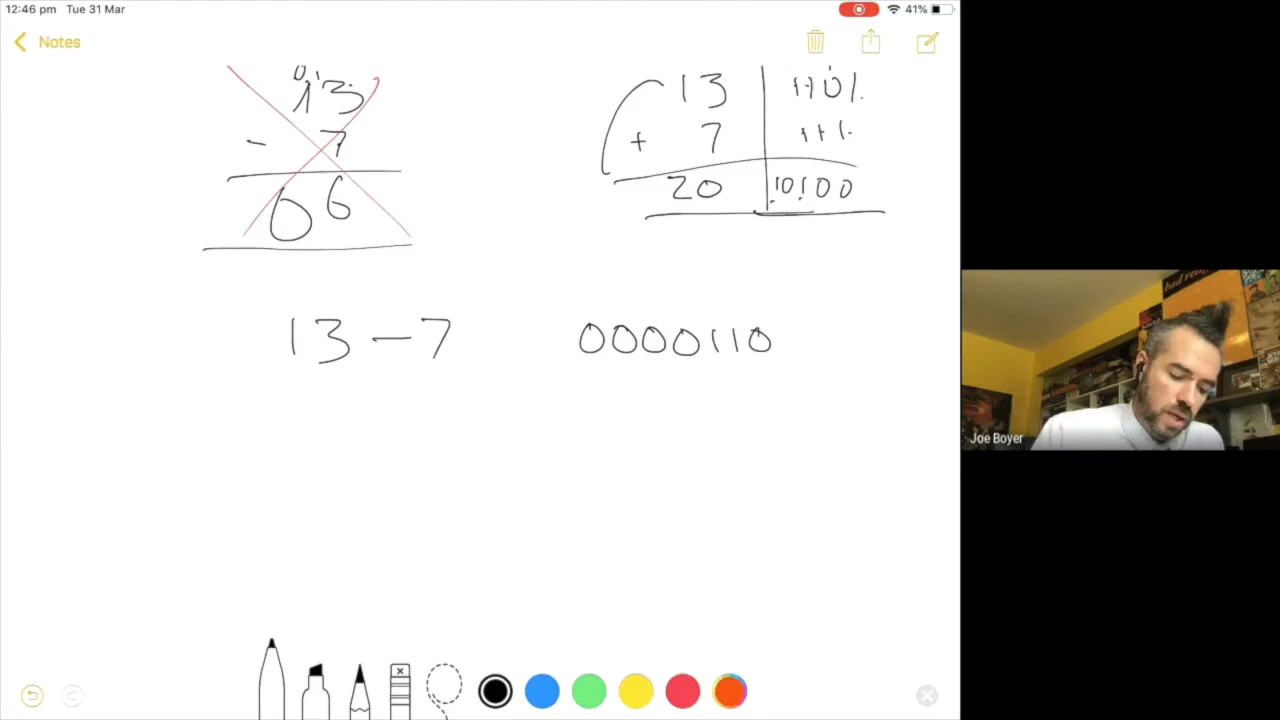 12:46 pm Tue 31 Mar
41%
Notes
0 1
13
- 7
06
13 1101
+ 7 111
20 10100
13 - 7 0000110
Joe Boyer